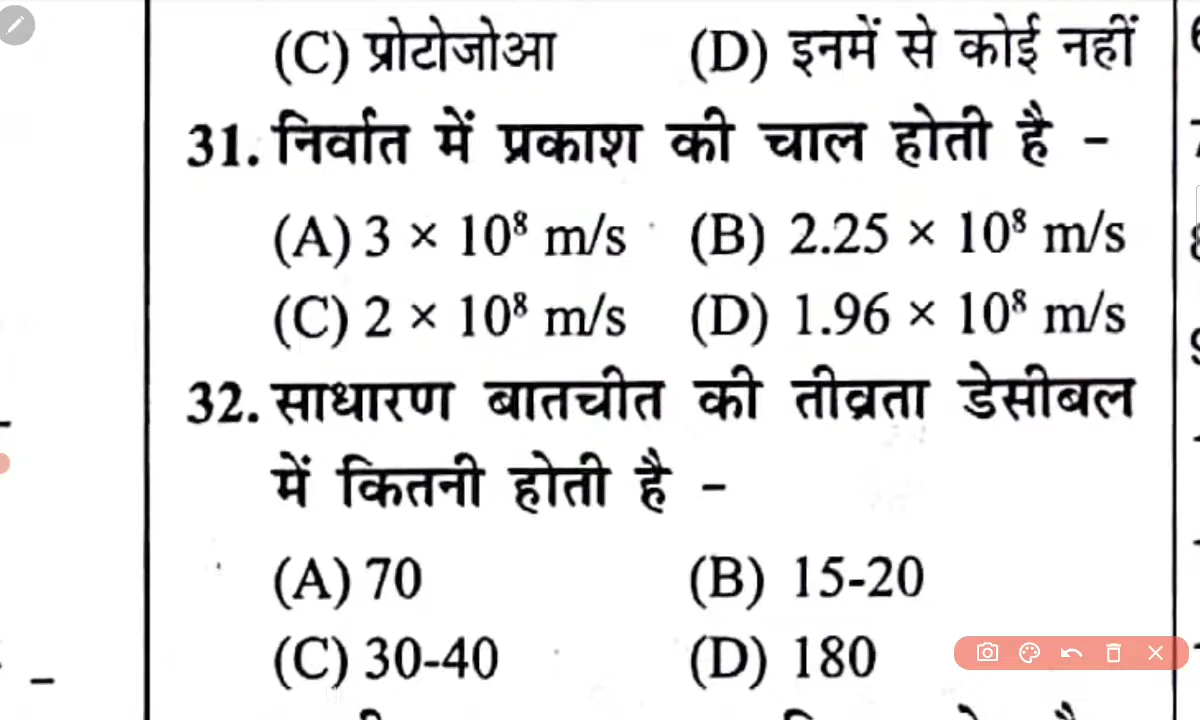 (C) प्रोटोजोआ (D) इनमें से कोई नहीं
31. निर्वात में प्रकाश की चाल होती है -
(A) 3 × 10⁸ m/s (B) 2.25 × 10⁸ m/s
(C) 2 × 10⁸ m/s (D) 1.96 × 10⁸ m/s
32. साधारण बातचीत की तीव्रता डेसीबल
में कितनी होती है -
(A) 70 (B) 15-20
(C) 30-40 (D) 180